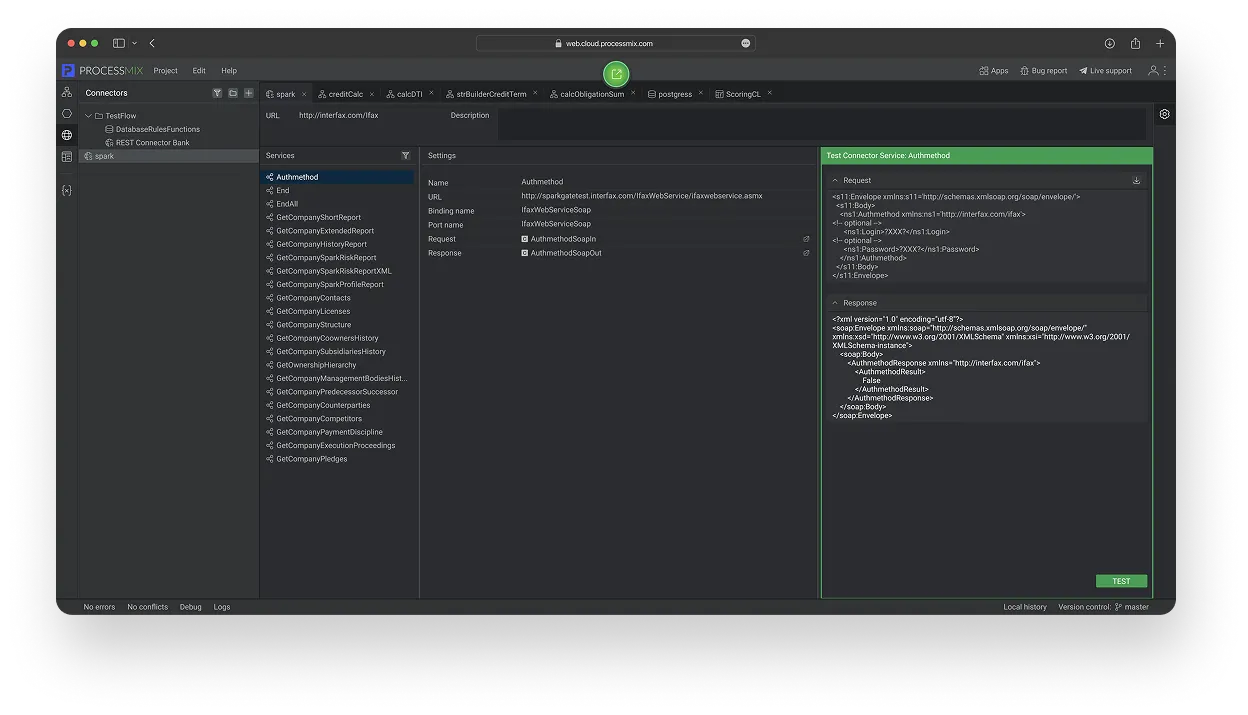 web.cloud.processmix.com
PROCESSMIX Project Edit Help
Apps Bug report Live support
Connectors
TestFlow
DatabaseRulesFunctions
REST Connector Bank
spark
spark × creditCalc × calcDTI × strBuilderCreditTerm × calcObligationSum × postgress × ScoringCL ×
URL http://interfax.com/Ifax Description
Services
Authmethod
End
EndAll
GetCompanyShortReport
GetCompanyExtendedReport
GetCompanyHistoryReport
GetCompanySparkRiskReport
GetCompanySparkRiskReportXML
GetCompanySparkProfileReport
GetCompanyContacts
GetCompanyLicenses
GetCompanyStructure
GetCompanyCoownersHistory
GetCompanySubsidiariesHistory
GetOwnershipHierarchy
GetCompanyManagementBodiesHist...
GetCompanyPredecessorSuccessor
GetCompanyCounterparties
GetCompanyCompetitors
GetCompanyPaymentDiscipline
GetCompanyExecutionProceedings
GetCompanyPledges
Settings
Name Authmethod
URL http://sparkgatetest.interfax.com/IfaxWebService/ifaxwebservice.asmx
Binding name IfaxWebServiceSoap
Port name IfaxWebServiceSoap
Request C AuthmethodSoapIn
Response C AuthmethodSoapOut
Test Connector Service: Authmethod
Request
<s11:Envelope xmlns:s11='http://schemas.xmlsoap.org/soap/envelope/'>
<s11:Body>
<ns1:Authmethod xmlns:ns1='http://interfax.com/ifax'>
<!-- optional -->
<ns1:Login>?XXX?</ns1:Login>
<!-- optional -->
<ns1:Password>?XXX?</ns1:Password>
</ns1:Authmethod>
</s11:Body>
</s11:Envelope>
Response
<?xml version="1.0" encoding="utf-8"?>
<soap:Envelope xmlns:soap="http://schemas.xmlsoap.org/soap/envelope/"
xmlns:xsd="http://www.w3.org/2001/XMLSchema" xmlns:xsi="http://www.w3.org/2001/
XMLSchema-instance">
<soap:Body>
<AuthmethodResponse xmlns="http://interfax.com/ifax">
<AuthmethodResult>
False
</AuthmethodResult>
</AuthmethodResponse>
</soap:Body>
</soap:Envelope>
TEST
No errors No conflicts Debug Logs
Local history Version control: master